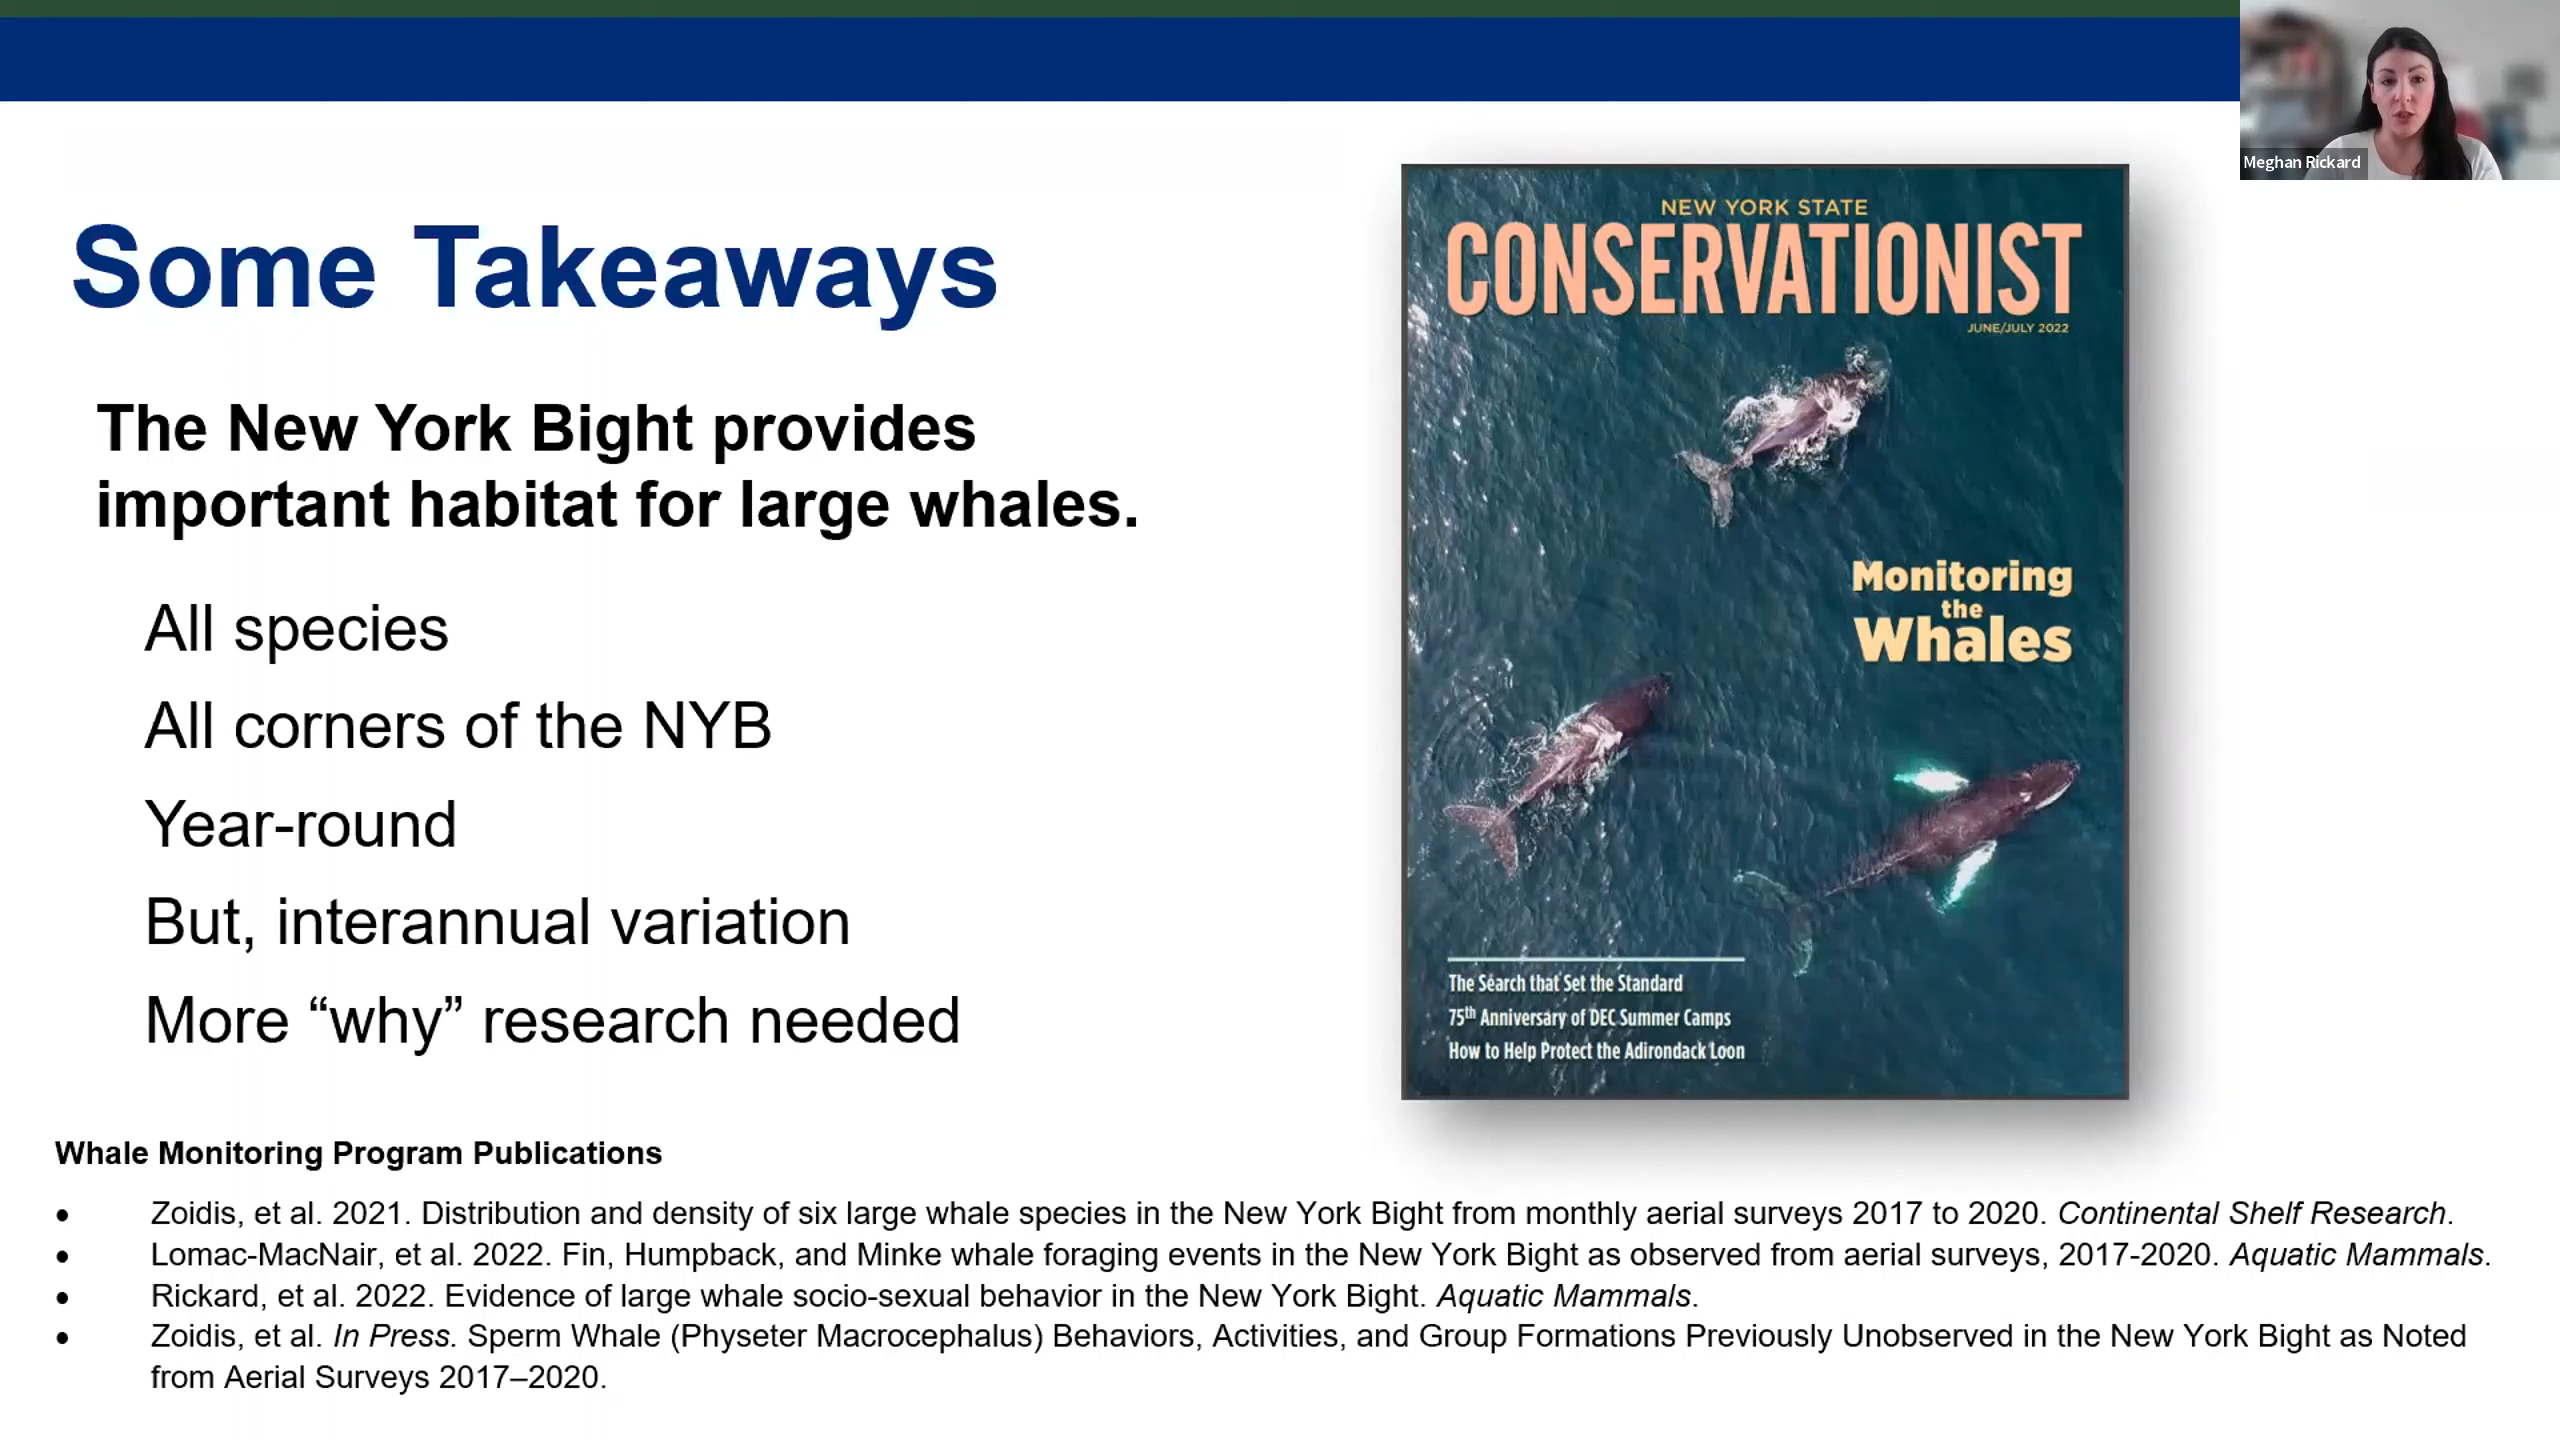 Meghan Rickard
Some Takeaways
The New York Bight provides
important habitat for large whales.
All species
All corners of the NYB
Year-round
But, interannual variation
More “why” research needed
NEW YORK STATE
CONSERVATIONIST
JUNE/JULY 2022
Monitoring
the
Whales
The Search that Set the Standard
75th Anniversary of DEC Summer Camps
How to Help Protect the Adirondack Loon
Whale Monitoring Program Publications
• Zoidis, et al. 2021. Distribution and density of six large whale species in the New York Bight from monthly aerial surveys 2017 to 2020. Continental Shelf Research.
• Lomac-MacNair, et al. 2022. Fin, Humpback, and Minke whale foraging events in the New York Bight as observed from aerial surveys, 2017-2020. Aquatic Mammals.
• Rickard, et al. 2022. Evidence of large whale socio-sexual behavior in the New York Bight. Aquatic Mammals.
• Zoidis, et al. In Press. Sperm Whale (Physeter Macrocephalus) Behaviors, Activities, and Group Formations Previously Unobserved in the New York Bight as Noted
from Aerial Surveys 2017–2020.